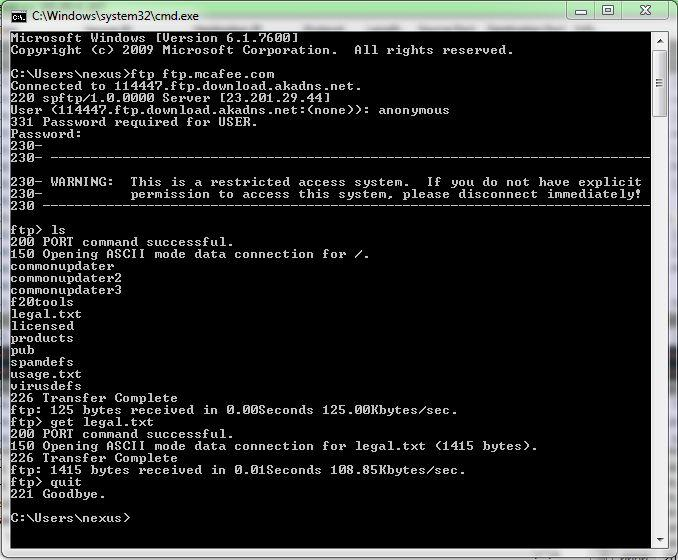 C:\Windows\system32\cmd.exe
Microsoft Windows [Version 6.1.7600]
Copyright (c) 2009 Microsoft Corporation.  All rights reserved.
C:\Users\nexus>ftp ftp.mcafee.com
Connected to 114447.ftp.download.akadns.net.
220 spftp/1.0.0000 Server [23.201.29.44]
User (114447.ftp.download.akadns.net:(none)): anonymous
331 Password required for USER.
Password:
230-
230- ---------------------------------------------------------------------------
230- WARNING:  This is a restricted access system.  If you do not have explicit
230-           permission to access this system, please disconnect immediately!
230 ----------------------------------------------------------------------------
ftp> ls
200 PORT command successful.
150 Opening ASCII mode data connection for /.
commonupdater
commonupdater2
commonupdater3
f20tools
legal.txt
licensed
products
pub
spamdefs
usage.txt
virusdefs
226 Transfer Complete
ftp: 125 bytes received in 0.00Seconds 125.00Kbytes/sec.
ftp> get legal.txt
200 PORT command successful.
150 Opening ASCII mode data connection for legal.txt (1415 bytes).
226 Transfer Complete
ftp: 1415 bytes received in 0.01Seconds 108.85Kbytes/sec.
ftp> quit
221 Goodbye.
C:\Users\nexus>